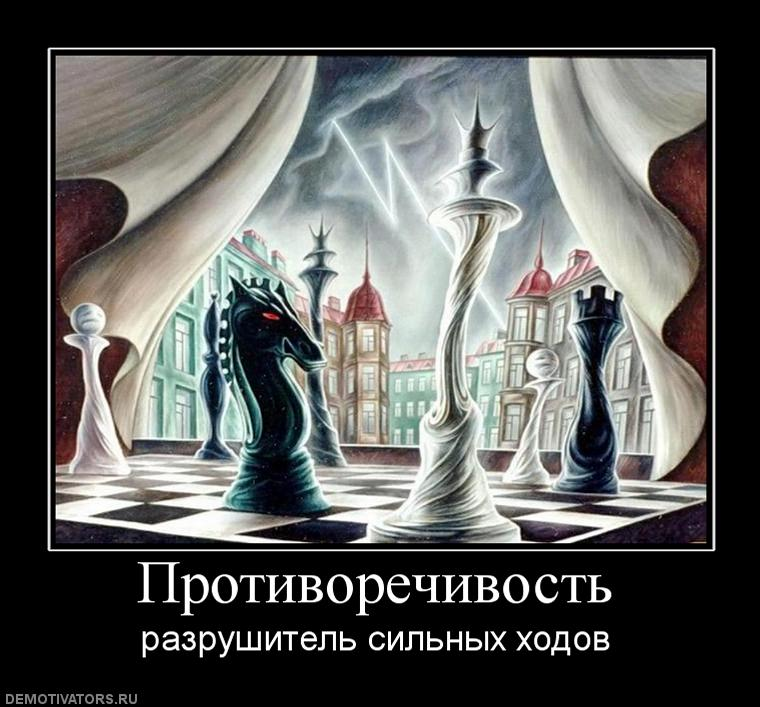 Противоречивость
разрушитель сильных ходов
DEMOTIVATORS.RU